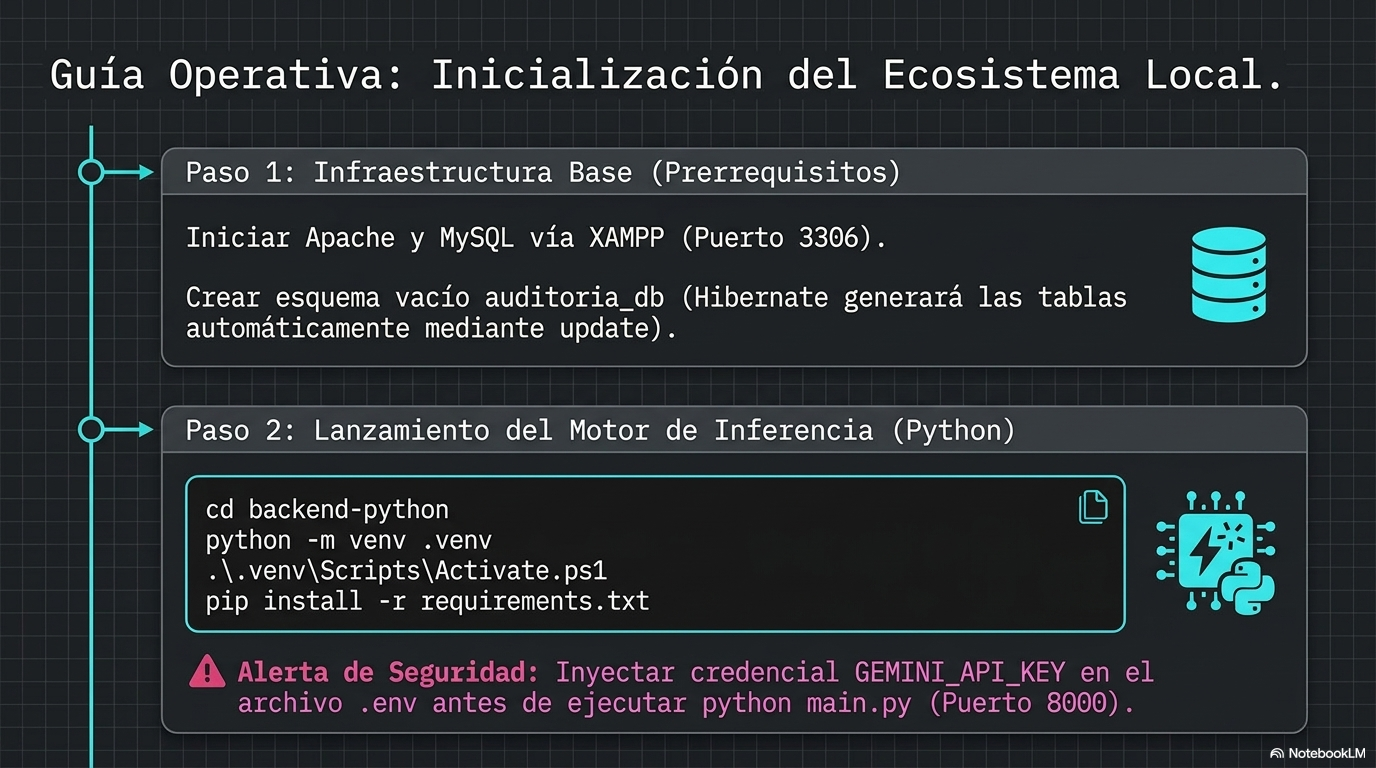 Guía Operativa: Inicialización del Ecosistema Local.
Paso 1: Infraestructura Base (Prerrequisitos)
Iniciar Apache y MySQL vía XAMPP (Puerto 3306).
Crear esquema vacío auditoria_db (Hibernate generará las tablas
automáticamente mediante update).
Paso 2: Lanzamiento del Motor de Inferencia (Python)
cd backend-python
python -m venv .venv
.\.venv\Scripts\Activate.ps1
pip install -r requirements.txt
Alerta de Seguridad: Inyectar credencial GEMINI_API_KEY en el
archivo .env antes de ejecutar python main.py (Puerto 8000).
NotebookLM